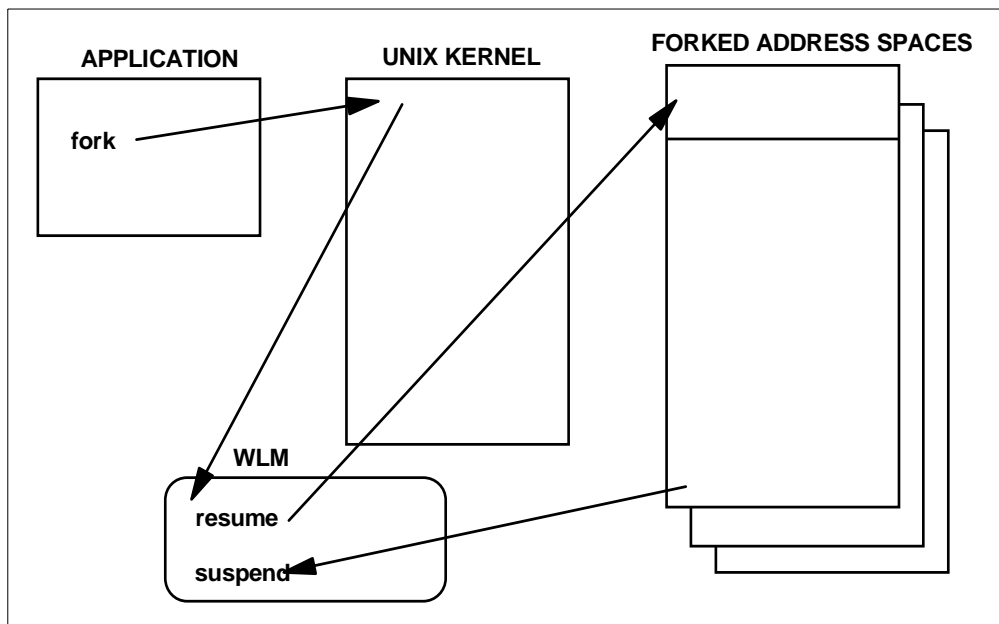 APPLICATION
UNIX KERNEL
FORKED ADDRESS SPACES
fork
WLM
resume
suspend